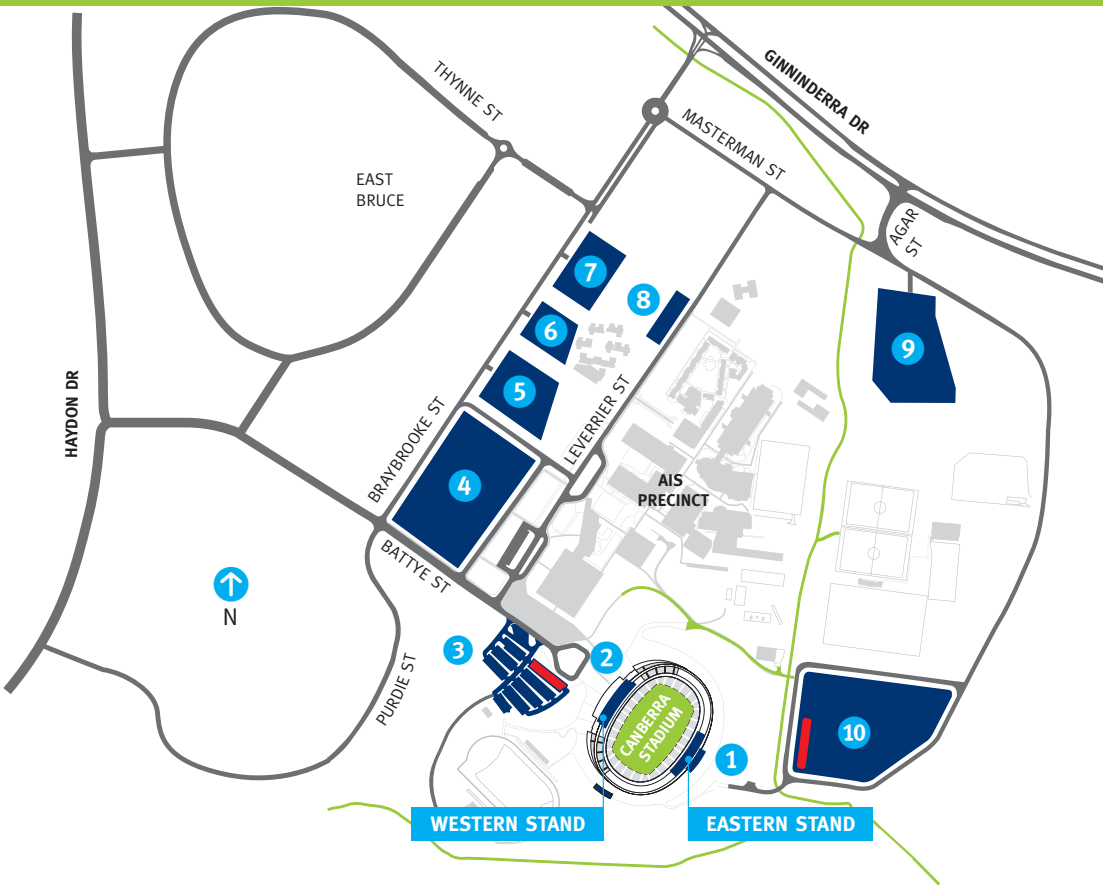 GINNINDERRA DR
THYNNE ST
MASTERMAN ST
EAST
BRUCE
AGAR
ST
7
8
6
9
5
HAYDON DR
BRAYBROOKE ST
LEVERRIER ST
4
AIS
PRECINCT
BATTYE ST
N
3
2
PURDIE ST
CANBERRA
STADIUM
10
1
WESTERN STAND
EASTERN STAND